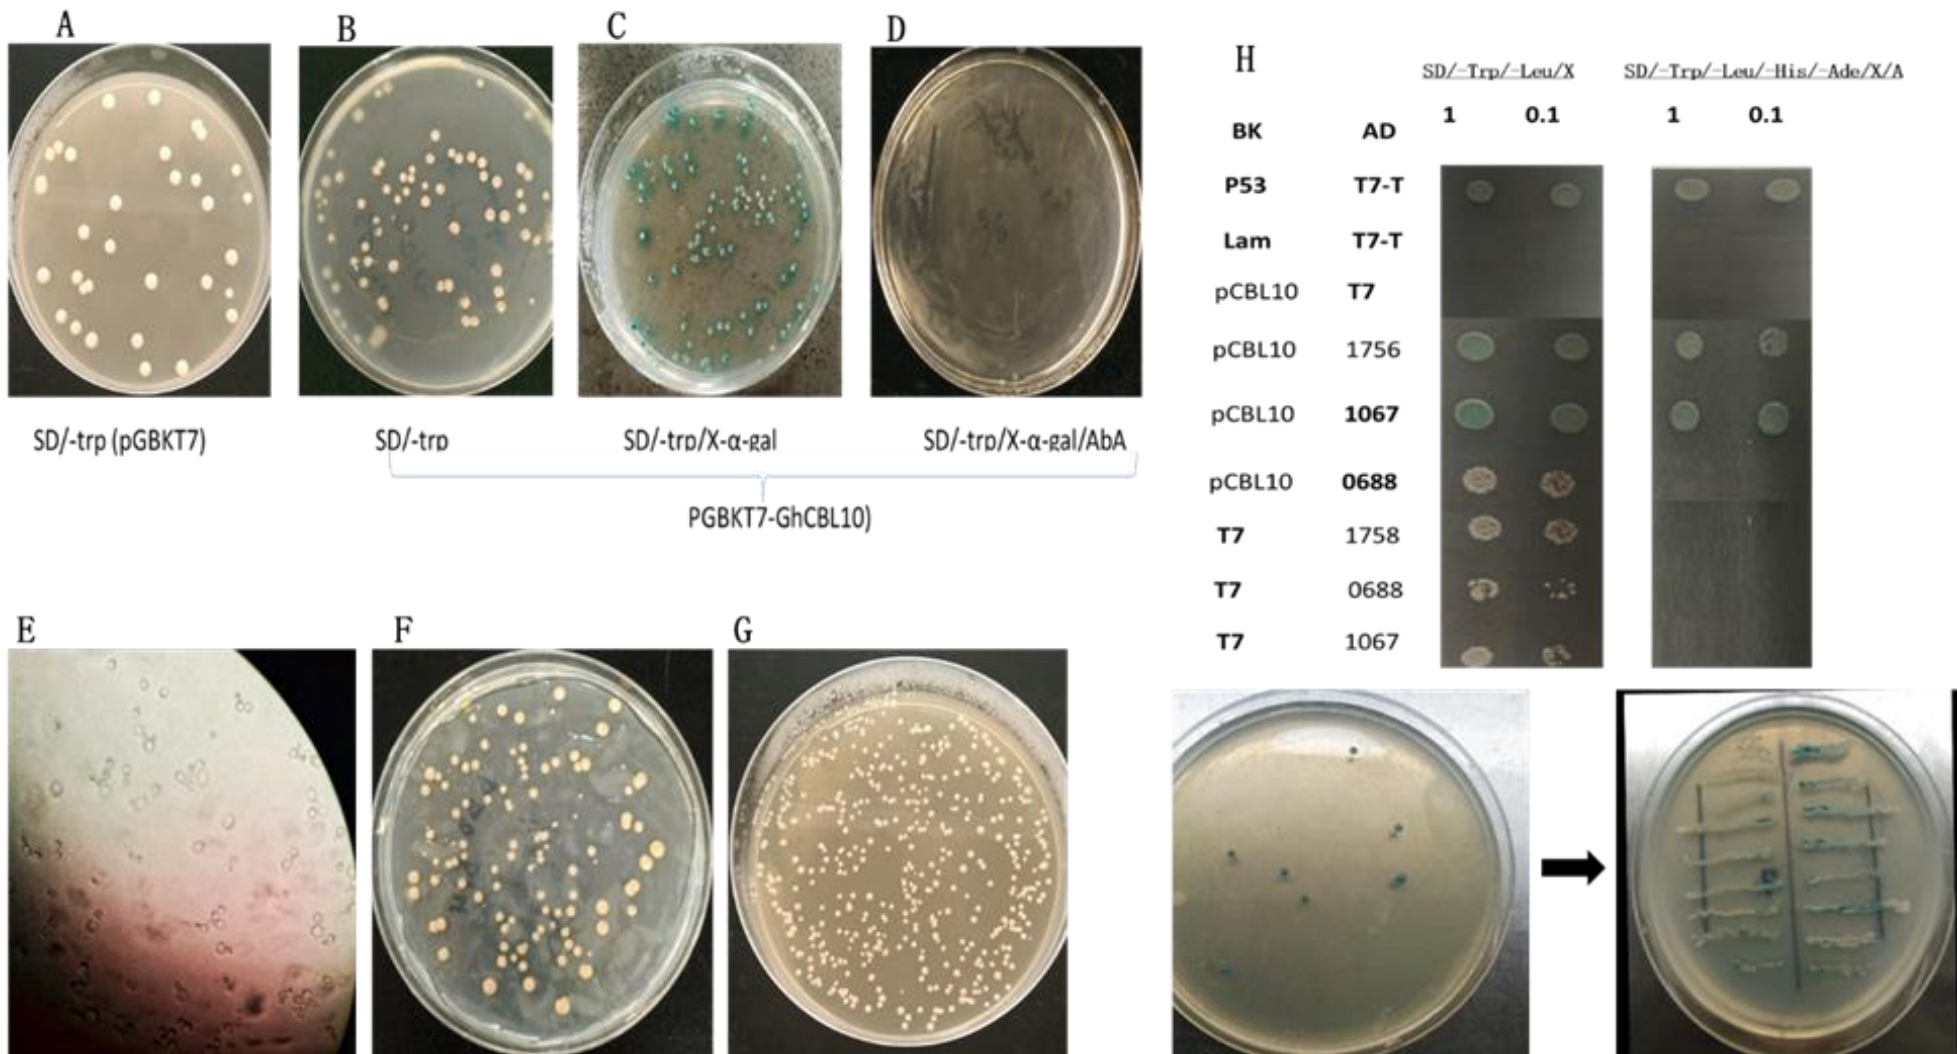 A
B
C
D
SD/-trp (pGBKT7)
SD/-trp
SD/-trp/X-α-gal
SD/-trp/X-α-gal/AbA
PGBKT7-GhCBL10)
E
F
G
H
SD/-Trp/-Leu/X
SD/-Trp/-Leu/-His/-Ade/X/A
1 0.1
1 0.1
BK AD
P53 T7-T
Lam T7-T
pCBL10 T7
pCBL10 1756
pCBL10 1067
pCBL10 0688
T7 1758
T7 0688
T7 1067